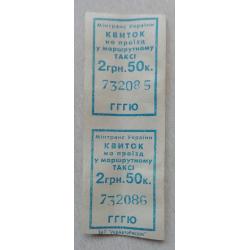 Мінтранс України
КВИТОК
на проїзд
у маршрутному
ТАКСІ
2грн.50к.
732085
ГГГЮ
Мінтранс України
КВИТОК
на проїзд
у маршрутному
ТАКСІ
2грн.50к.
732086
ГГГЮ